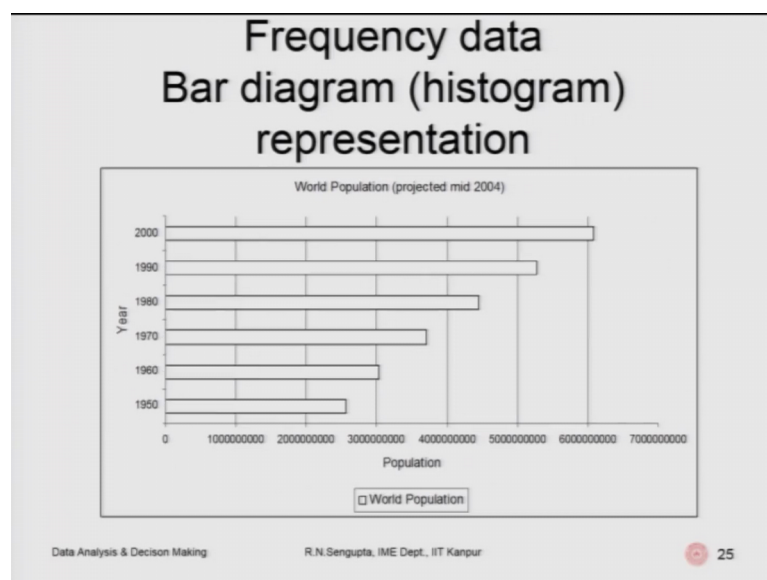 Frequency data
Bar diagram (histogram)
representation
World Population (projected mid 2004)
2000
1990
1980
1970
1960
1950
Year
0 1000000000 2000000000 3000000000 4000000000 5000000000 6000000000 7000000000
Population
World Population
Data Analysis & Decison Making R.N.Sengupta, IME Dept., IIT Kanpur 25